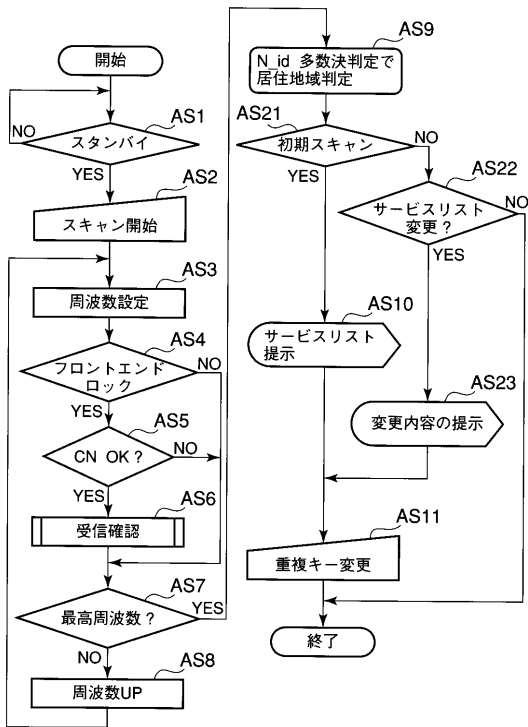 開始
AS1
スタンバイ
NO
YES
AS2
スキャン開始
AS3
周波数設定
AS4
フロントエンド
ロック
NO
YES
AS5
CN OK?
NO
YES
AS6
受信確認
AS7
最高周波数?
YES
NO
AS8
周波数UP
AS9
N_id 多数決判定で
居住地域判定
AS21
初期スキャン
NO
YES
AS22
サービスリスト
変更?
NO
YES
AS10
サービスリスト
提示
AS23
変更内容の提示
AS11
重複キー変更
終了